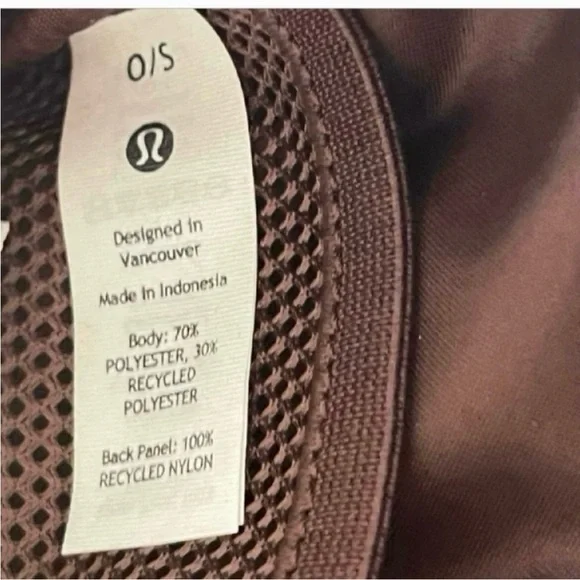 O/S
Designed in
Vancouver
Made in Indonesia
Body: 70%
POLYESTER, 30%
RECYCLED
POLYESTER
Back Panel: 100%
RECYCLED NYLON